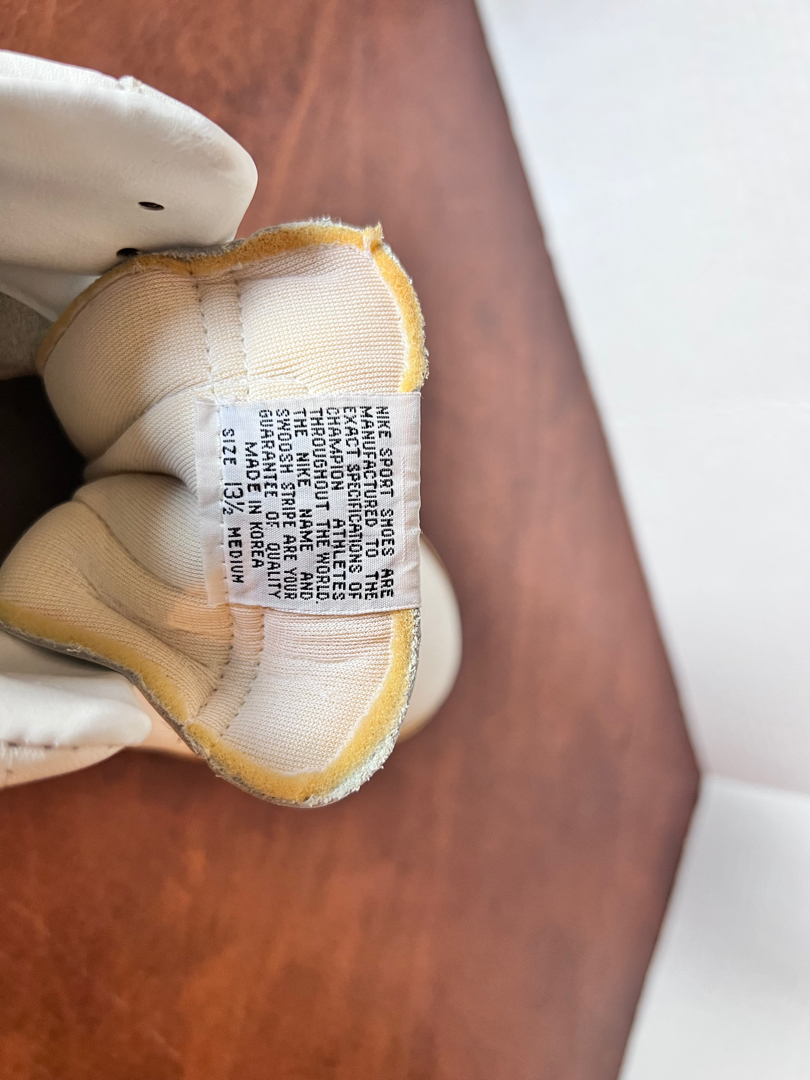 NIKE SPORT SHOES ARE
MANUFACTURED TO THE
EXACT SPECIFICATIONS OF
CHAMPION ATHLETES
THROUGHOUT THE WORLD.
THE NIKE NAME AND
SWOOSH STRIPE ARE YOUR
GUARANTEE OF QUALITY
MADE IN KOREA
SIZE 13½ MEDIUM